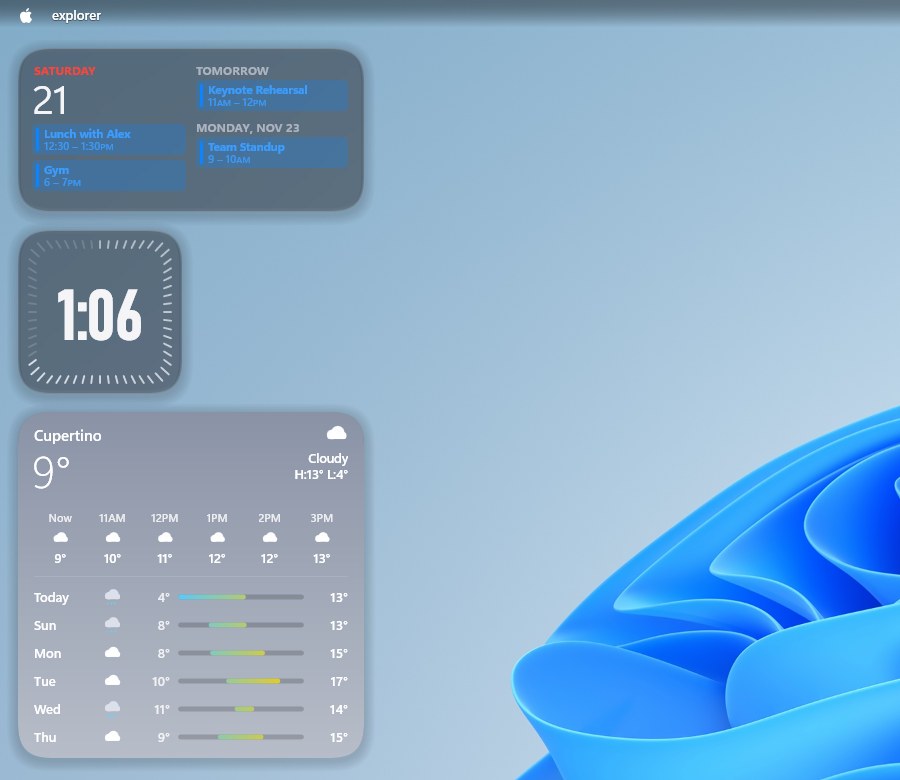 explorer
SATURDAY
21
Lunch with Alex
12:30 – 1:30PM
Gym
6 – 7PM
TOMORROW
Keynote Rehearsal
11AM – 12PM
MONDAY, NOV 23
Team Standup
9 – 10AM
1:06
Cupertino
9°
Cloudy
H:13° L:4°
Now 11AM 12PM 1PM 2PM 3PM
9° 10° 11° 12° 12° 13°
Today 4° 13°
Sun 8° 13°
Mon 8° 15°
Tue 10° 17°
Wed 11° 14°
Thu 9° 15°